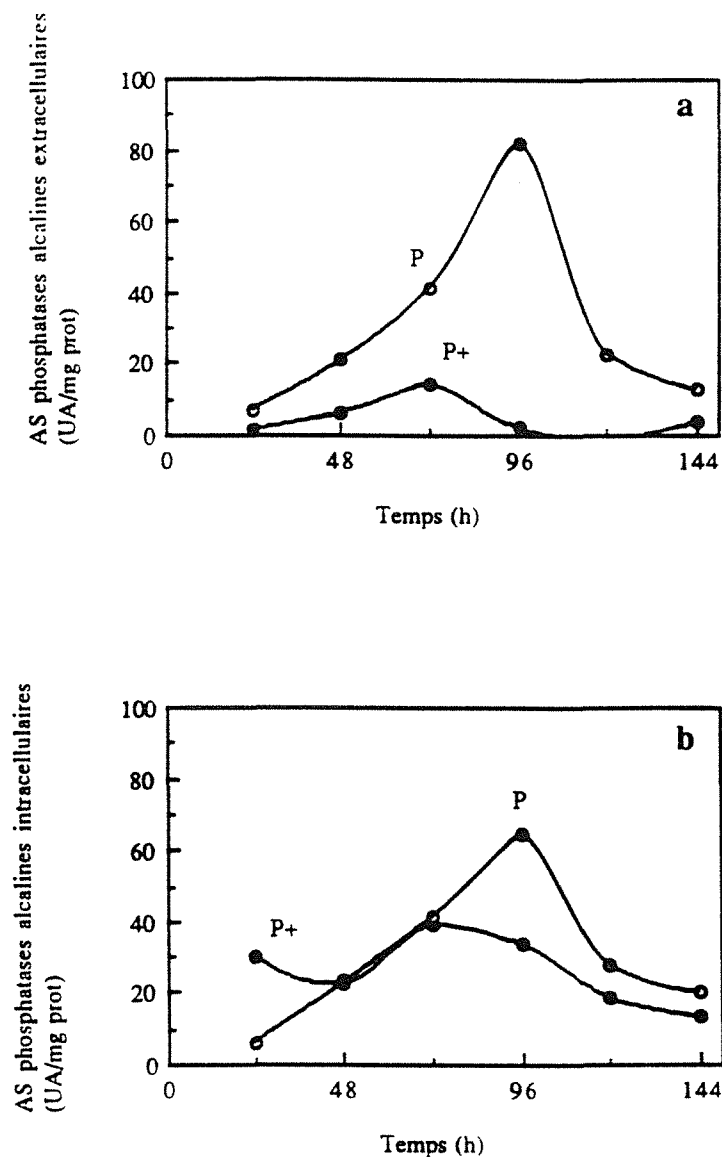 AS phosphatases alcalines extracellulaires
(UA/mg prot)
100
80
60
40
20
0
a
P
P+
0 48 96 144
Temps (h)
AS phosphatases alcalines intracellulaires
(UA/mg prot)
100
80
60
40
20
0
b
P
P+
0 48 96 144
Temps (h)